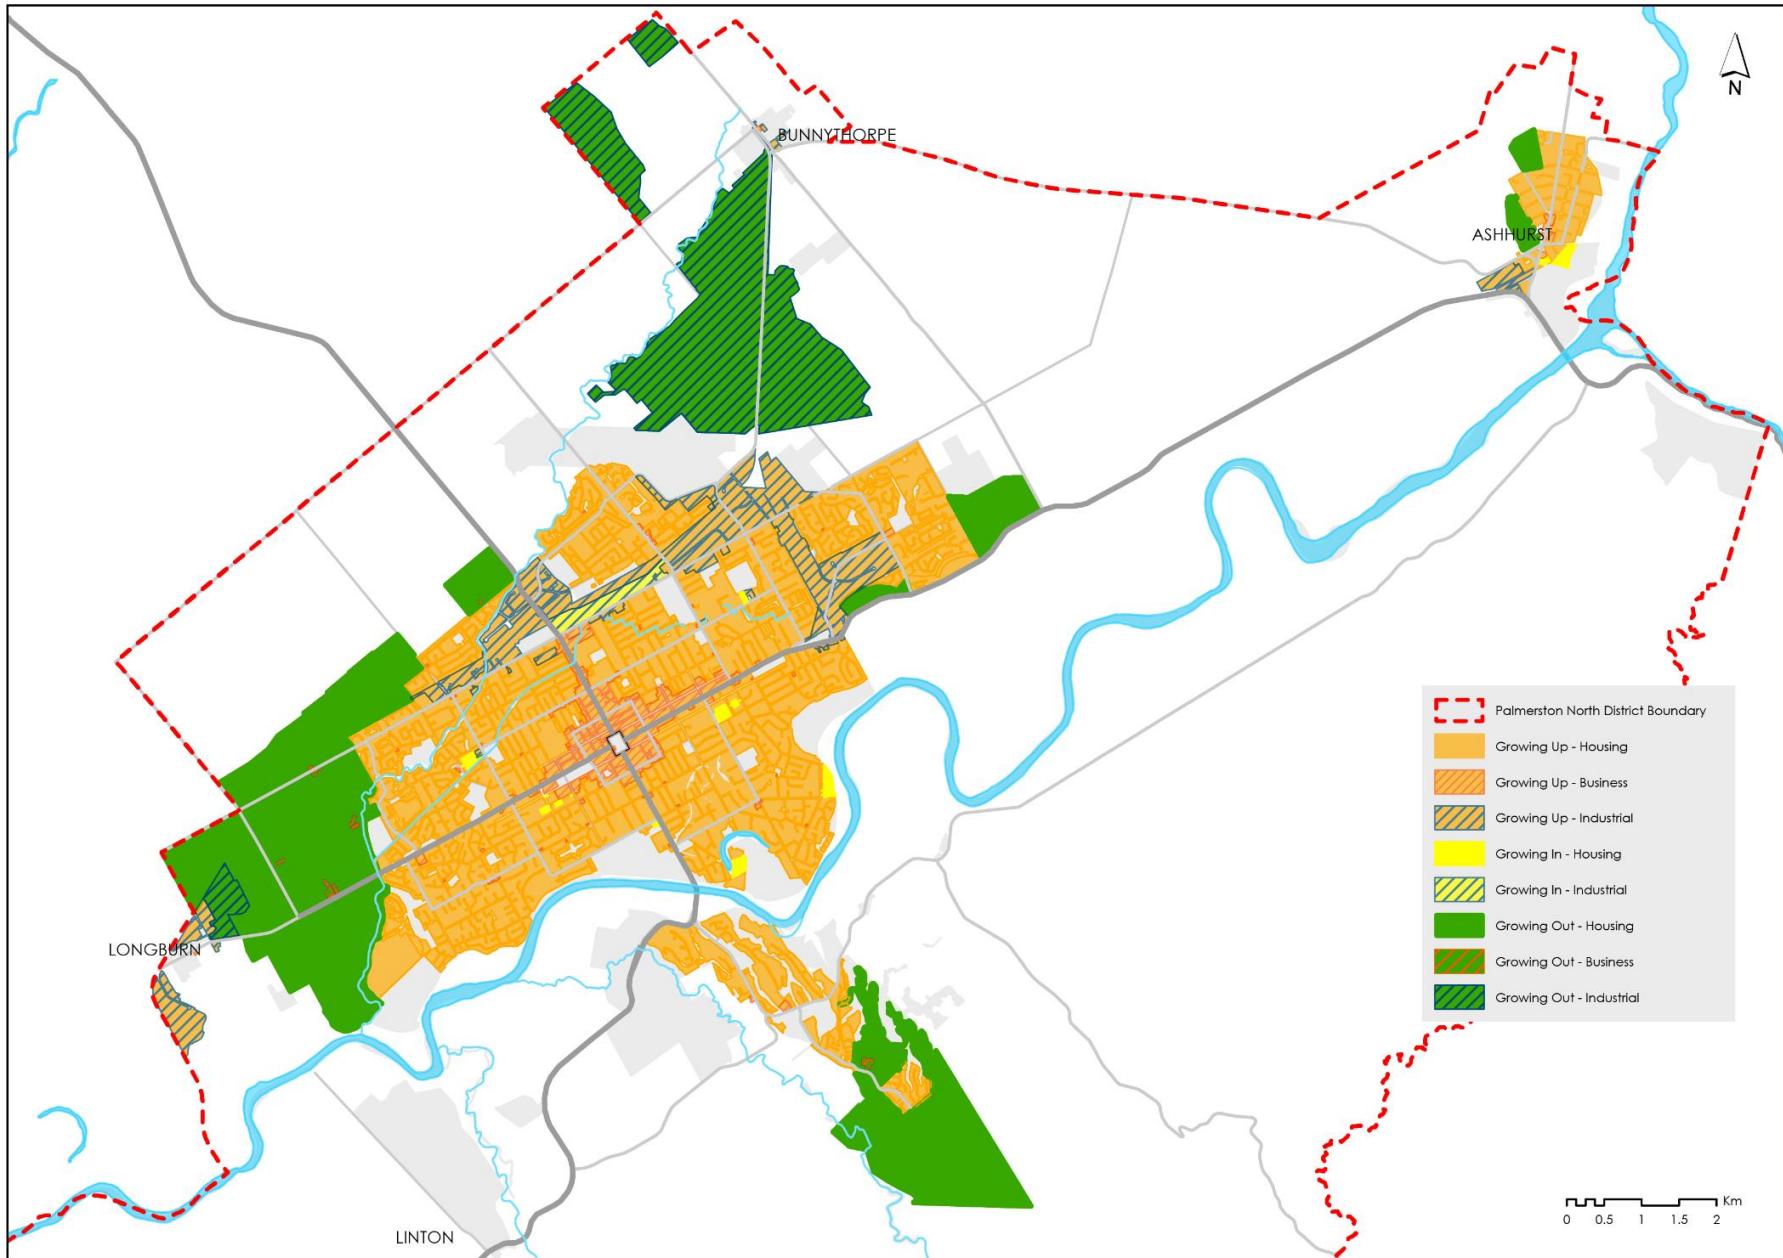 N
BUNNYTHORPE
ASHHURST
LONGBURN
LINTON
Palmerston North District Boundary
Growing Up - Housing
Growing Up - Business
Growing Up - Industrial
Growing In - Housing
Growing In - Industrial
Growing Out - Housing
Growing Out - Business
Growing Out - Industrial
Km
0 0.5 1 1.5 2